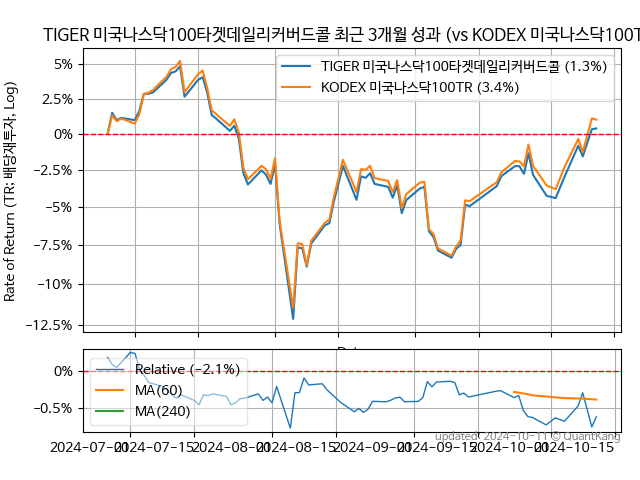 TIGER 미국나스닥100타겟데일리커버드콜 최근 3개월 성과 (vs KODEX 미국나스닥100T
Rate of Return (TR: 배당재투자, Log)
5%
2.5%
0%
−2.5%
−5%
−7.5%
−10%
−12.5%
TIGER 미국나스닥100타겟데일리커버드콜 (1.3%)
KODEX 미국나스닥100TR (3.4%)
0%
−0.5%
Relative (−2.1%)
MA(60)
MA(240)
updated: 2024-10-11 © QuantKang
2024-07-01 2024-07-15 2024-08-01 2024-08-15 2024-09-01 2024-09-15 2024-10-01 2024-10-15